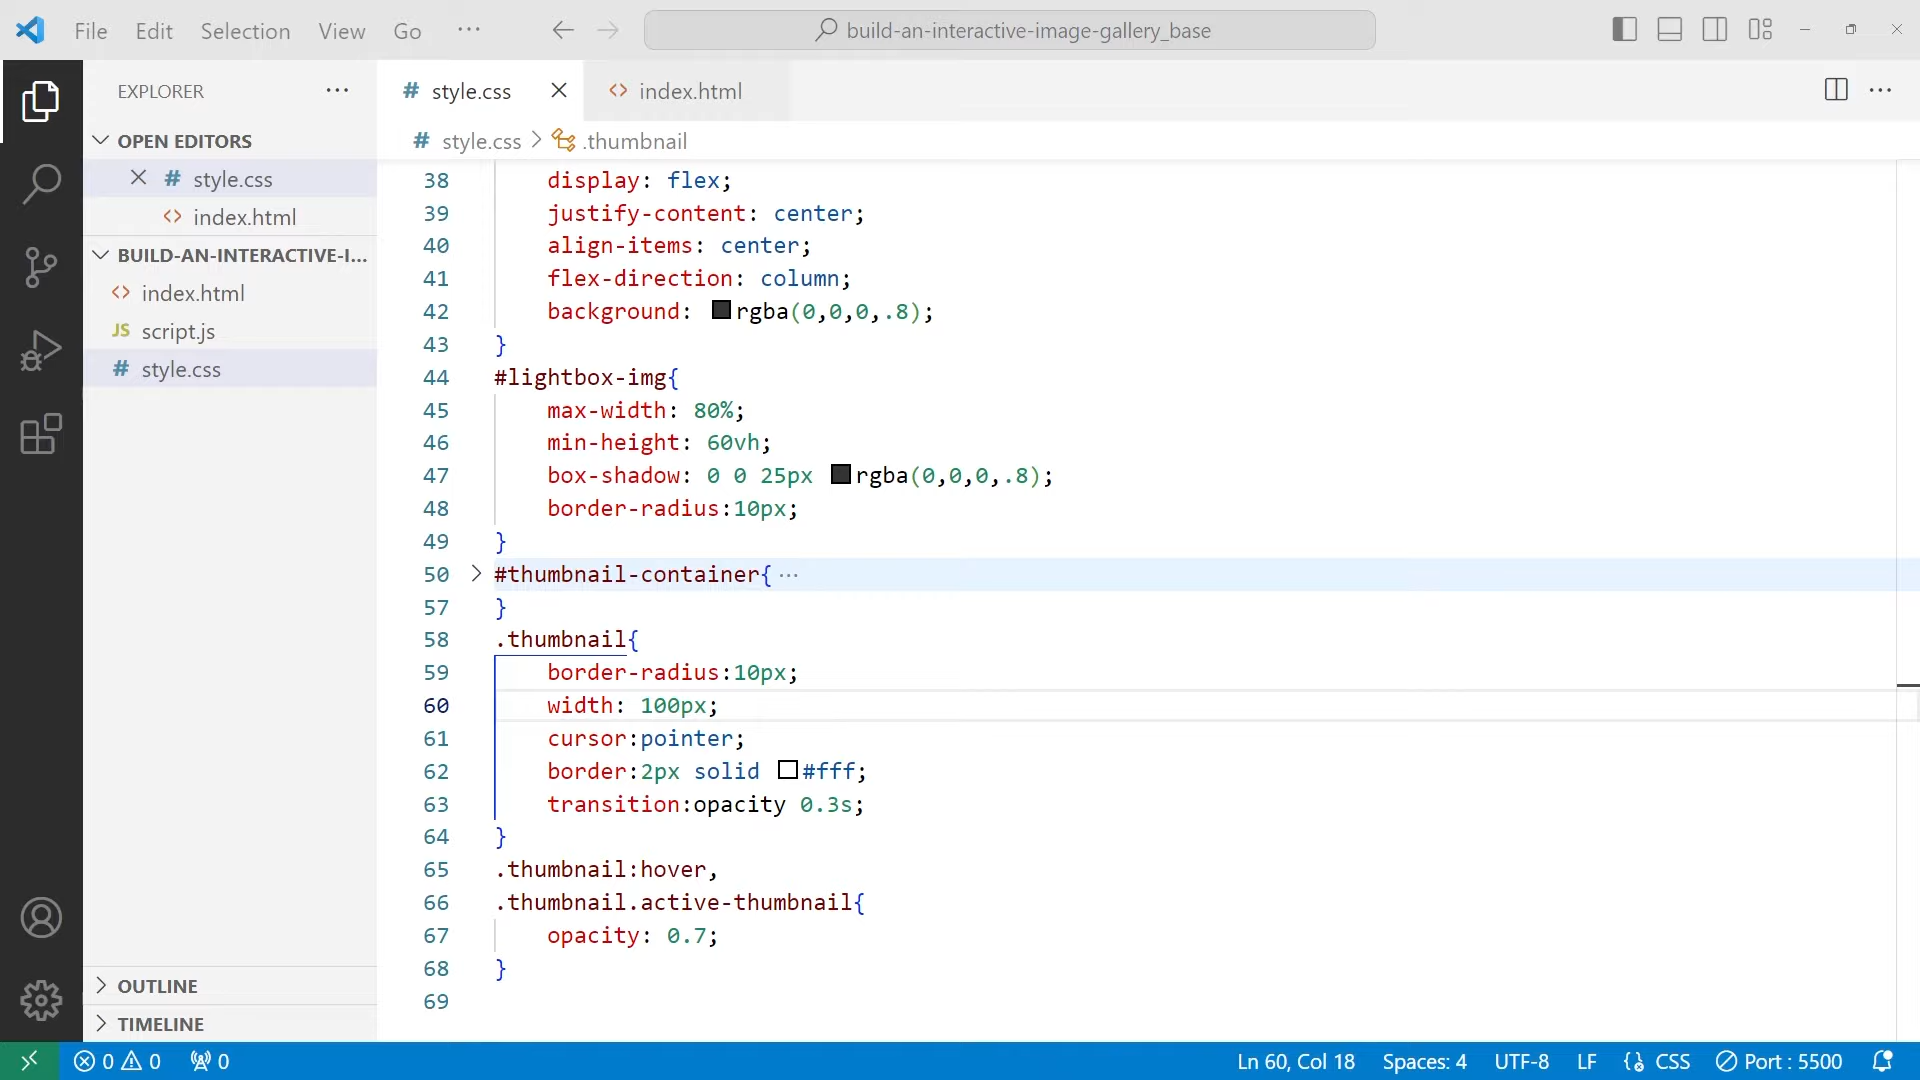 File Edit Selection View Go ··· build-an-interactive-image-gallery_base
EXPLORER ···
OPEN EDITORS
# style.css
<> index.html
BUILD-AN-INTERACTIVE-I...
<> index.html
JS script.js
# style.css
OUTLINE
TIMELINE
# style.css <> index.html ···
# style.css > .thumbnail
38 display: flex;
39 justify-content: center;
40 align-items: center;
41 flex-direction: column;
42 background: rgba(0,0,0,.8);
43 }
44 #lightbox-img{
45 max-width: 80%;
46 min-height: 60vh;
47 box-shadow: 0 0 25px rgba(0,0,0,.8);
48 border-radius:10px;
49 }
50 #thumbnail-container{ ···
57 }
58 .thumbnail{
59 border-radius:10px;
60 width: 100px;
61 cursor:pointer;
62 border:2px solid #fff;
63 transition:opacity 0.3s;
64 }
65 .thumbnail:hover,
66 .thumbnail.active-thumbnail{
67 opacity: 0.7;
68 }
69
0 0 0 Ln 60, Col 18 Spaces: 4 UTF-8 LF {} CSS Port : 5500